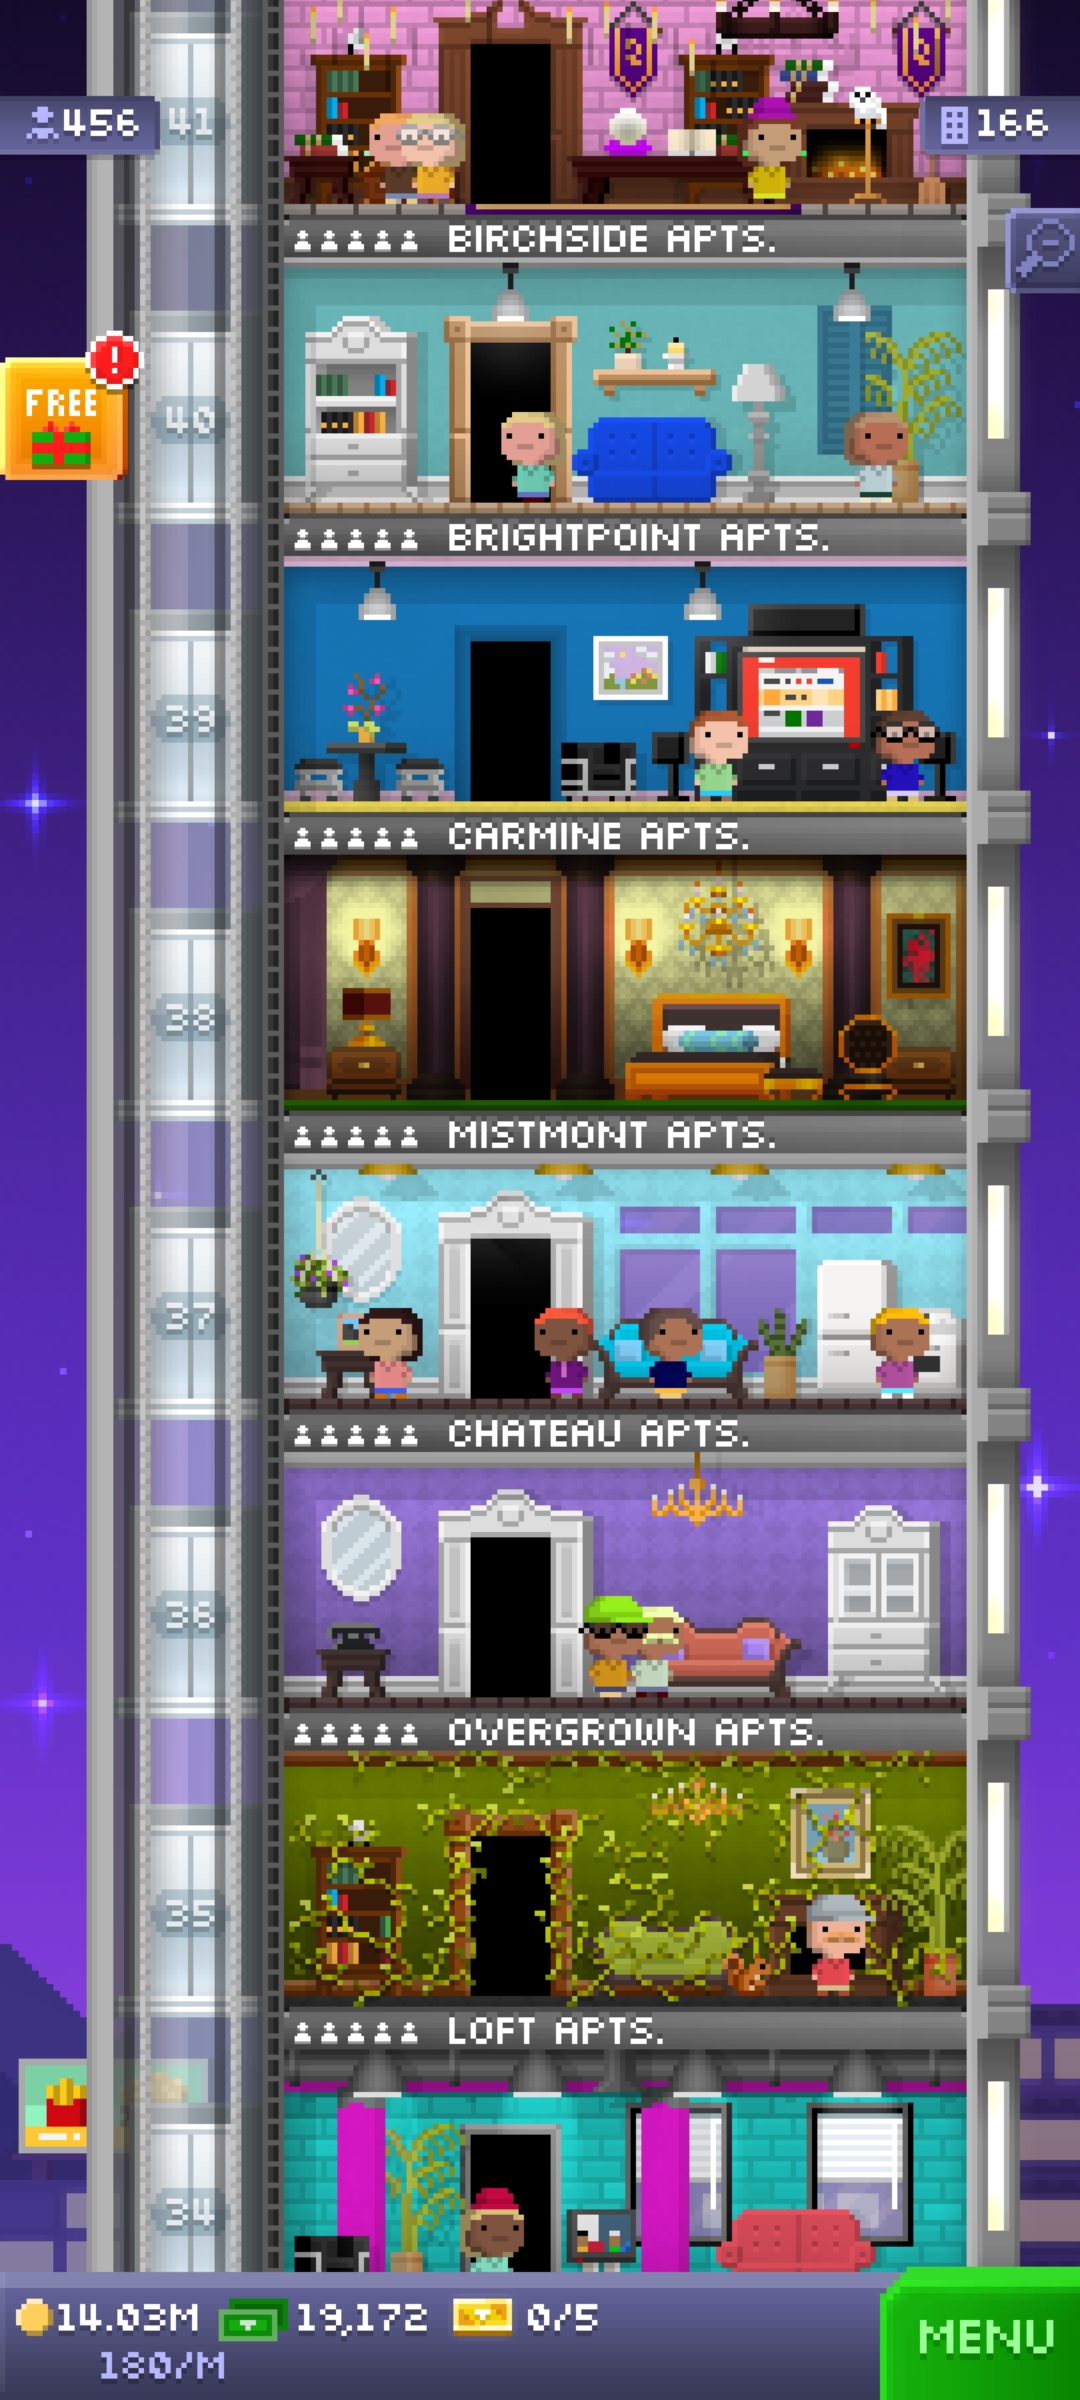 456
41
166
BIRCHSIDE APTS.
FREE
!
40
BRIGHTPOINT APTS.
39
CARMINE APTS.
38
MISTMONT APTS.
37
CHATEAU APTS.
36
OVERGROWN APTS.
35
LOFT APTS.
34
14.03M
19,172
0/5
180/M
MENU